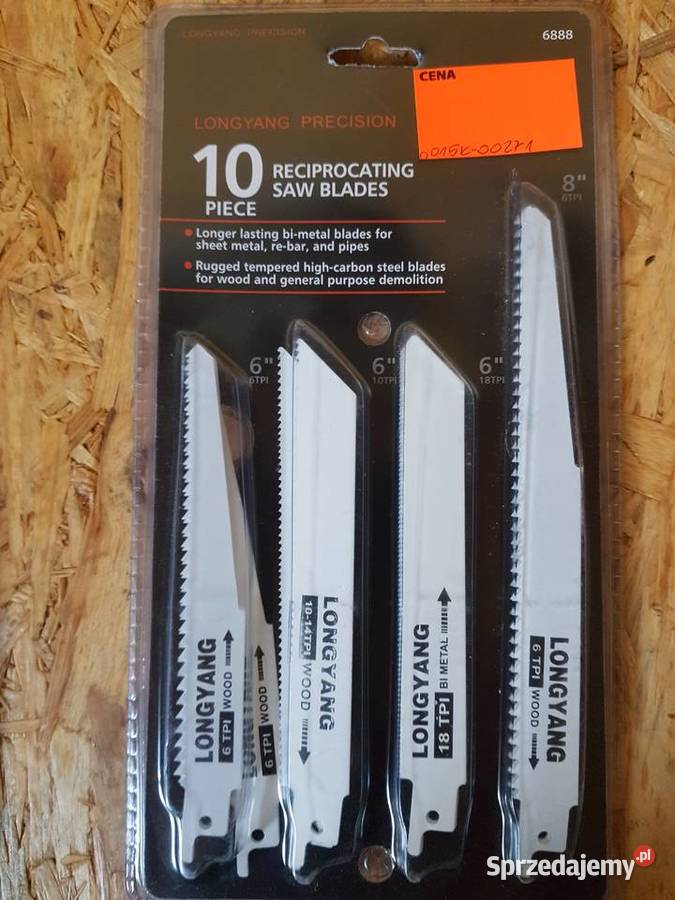 LONGYANG PRECISION
6888
CENA
LONGYANG PRECISION
10
PIECE
RECIPROCATING
SAW BLADES
• Longer lasting bi-metal blades for
sheet metal, re-bar, and pipes
• Rugged tempered high-carbon steel blades
for wood and general purpose demolition
8"
6TPI
6"
6TPI
6"
10TPI
6"
18TPI
LONGYANG
6 TPI WOOD
6 TPI WOOD
LONGYANG
10-14TPI WOOD
LONGYANG
18 TPI BI METAL
LONGYANG
6 TPI WOOD
Sprzedajemy.pl